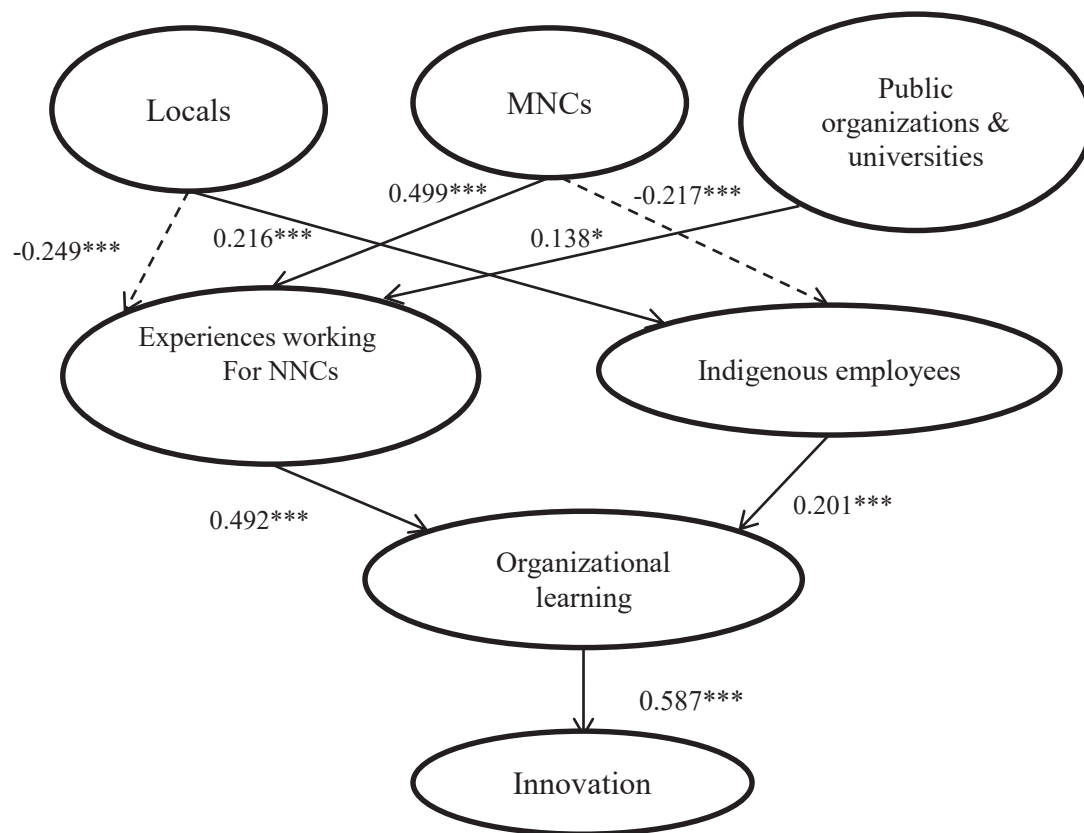 Locals
MNCs
Public
organizations &
universities
0.499***
-0.217***
-0.249***
0.216***
0.138*
Experiences working
For NNCs
Indigenous employees
0.492***
0.201***
Organizational
learning
0.587***
Innovation